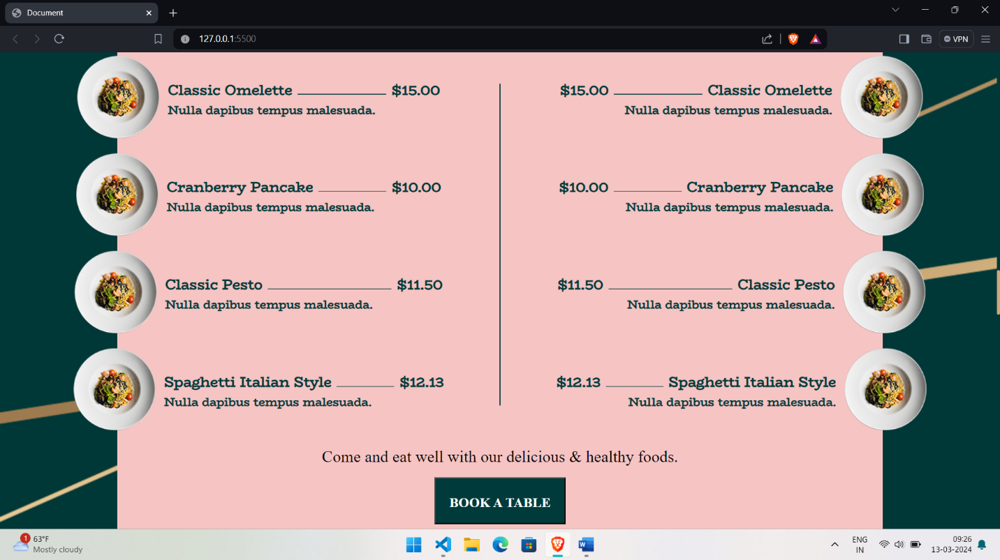 Document
127.0.0.1:5500
VPN
Classic Omelette $15.00
Nulla dapibus tempus malesuada.
$15.00 Classic Omelette
Nulla dapibus tempus malesuada.
Cranberry Pancake $10.00
Nulla dapibus tempus malesuada.
$10.00 Cranberry Pancake
Nulla dapibus tempus malesuada.
Classic Pesto $11.50
Nulla dapibus tempus malesuada.
$11.50 Classic Pesto
Nulla dapibus tempus malesuada.
Spaghetti Italian Style $12.13
Nulla dapibus tempus malesuada.
$12.13 Spaghetti Italian Style
Nulla dapibus tempus malesuada.
Come and eat well with our delicious & healthy foods.
BOOK A TABLE
1
63°F
Mostly cloudy
ENG
IN
09:26
13-03-2024